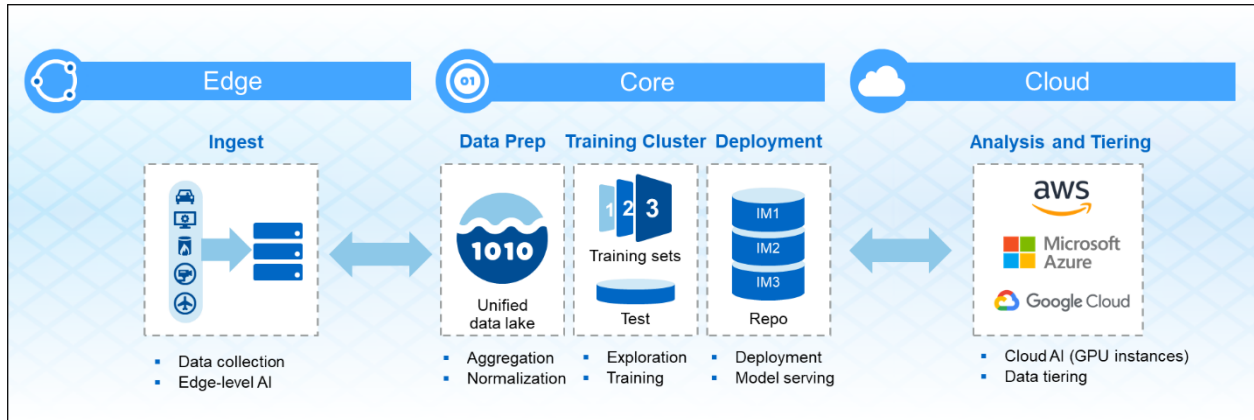 Edge
01
Core
Cloud
Ingest
Data Prep
Training Cluster
Deployment
Analysis and Tiering
1010
Unified
data lake
1 2 3
Training sets
Test
IM1
IM2
IM3
Repo
aws
Microsoft
Azure
Google Cloud
▪ Data collection
▪ Edge-level AI
▪ Aggregation
▪ Normalization
▪ Exploration
▪ Training
▪ Deployment
▪ Model serving
▪ Cloud AI (GPU instances)
▪ Data tiering